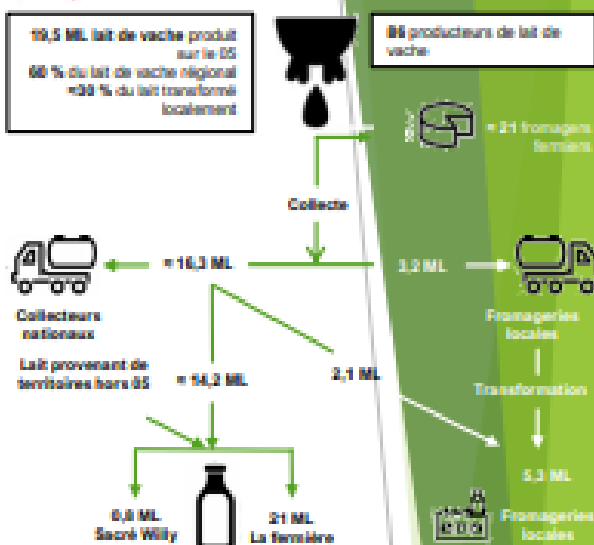 19,5 ML lait de vache produit
sur le 05
60 % du lait de vache régional
<30 % du lait transformé
localement
86 producteurs de lait de
vache
≈ 21 fromagers
fermiers
Collecte
≈ 16,3 ML
3,2 ML
Collecteurs
nationaux
Fromageries
locales
Lait provenant de
territoires hors 05
≈ 14,2 ML
2,1 ML
Transformation
5,3 ML
0,8 ML
Sacré Willy
21 ML
La fermière
Fromageries
locales